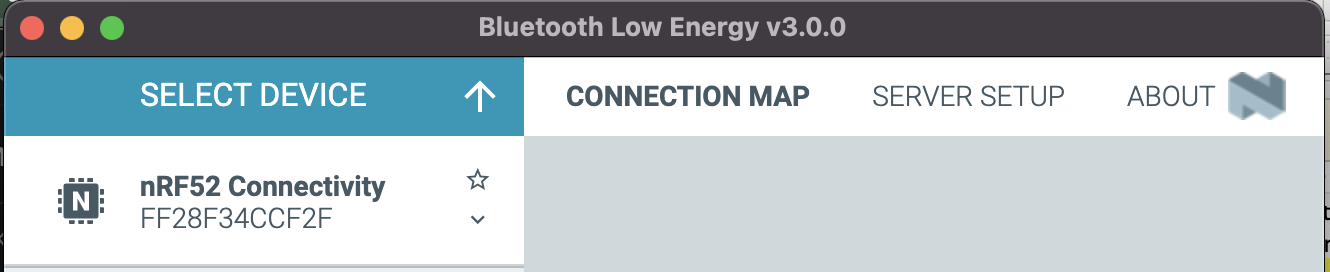 Bluetooth Low Energy v3.0.0
SELECT DEVICE
CONNECTION MAP
SERVER SETUP
ABOUT
N
nRF52 Connectivity
FF28F34CCF2F